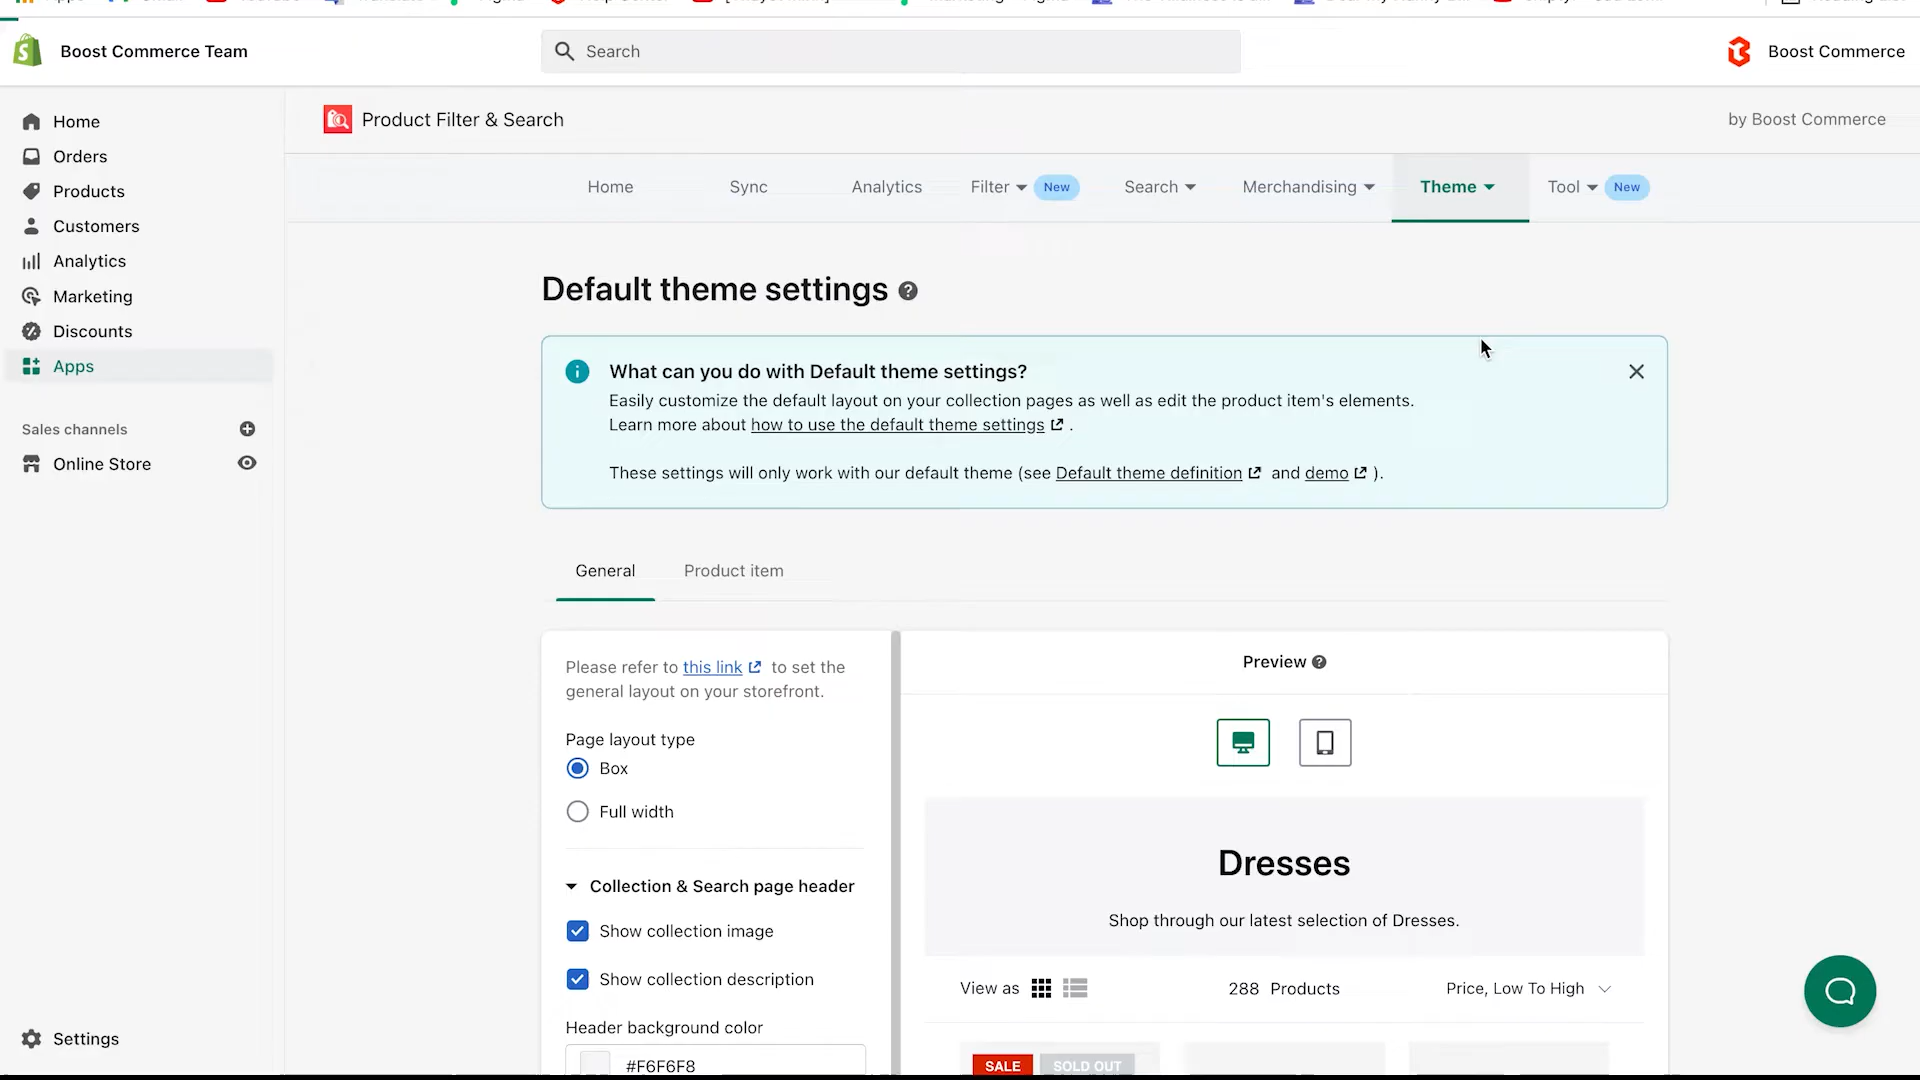 Boost Commerce Team
Search
Boost Commerce
Home
Orders
Products
Customers
Analytics
Marketing
Discounts
Apps
Sales channels
Online Store
Settings
Product Filter & Search
by Boost Commerce
Home Sync Analytics Filter New Search Merchandising Theme Tool New
Default theme settings
What can you do with Default theme settings?
Easily customize the default layout on your collection pages as well as edit the product item's elements.
Learn more about how to use the default theme settings .
These settings will only work with our default theme (see Default theme definition and demo ).
General Product item
Please refer to this link to set the
general layout on your storefront.
Page layout type
Box
Full width
Collection & Search page header
Show collection image
Show collection description
Header background color
#F6F6F8
Preview
Dresses
Shop through our latest selection of Dresses.
View as 288 Products Price, Low To High
SALE SOLD OUT